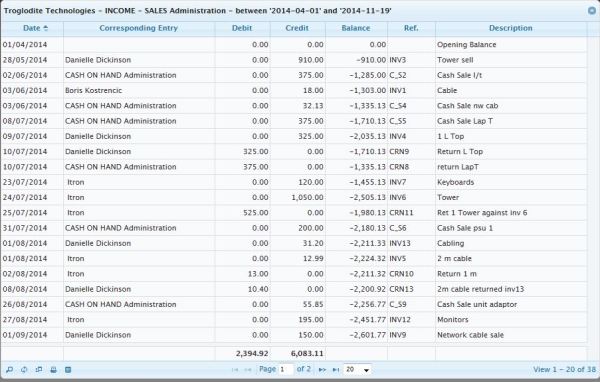 Troglodite Technologies - INCOME - SALES Administration - between '2014-04-01' and '2014-11-19'
Date Corresponding Entry Debit Credit Balance Ref. Description
01/04/2014 0.00 0.00 0.00 Opening Balance
28/05/2014 Danielle Dickinson 0.00 910.00 -910.00 INV3 Tower sell
02/06/2014 CASH ON HAND Administration 0.00 375.00 -1,285.00 C_S2 Cash Sale l/t
03/06/2014 Boris Kostrencic 0.00 18.00 -1,303.00 INV1 Cable
03/06/2014 CASH ON HAND Administration 0.00 32.13 -1,335.13 C_S4 Cash Sale nw cab
08/07/2014 CASH ON HAND Administration 0.00 375.00 -1,710.13 C_S5 Cash Sale Lap T
09/07/2014 Danielle Dickinson 0.00 325.00 -2,035.13 INV4 1 L Top
10/07/2014 Danielle Dickinson 325.00 0.00 -1,710.13 CRN9 Return L Top
10/07/2014 CASH ON HAND Administration 375.00 0.00 -1,335.13 CRN8 return LapT
23/07/2014 Itron 0.00 120.00 -1,455.13 INV7 Keyboards
24/07/2014 Itron 0.00 1,050.00 -2,505.13 INV6 Tower
25/07/2014 Itron 525.00 0.00 -1,980.13 CRN11 Ret 1 Tower against inv 6
31/07/2014 CASH ON HAND Administration 0.00 200.00 -2,180.13 C_S6 Cash Sale psu 1
01/08/2014 Danielle Dickinson 0.00 31.20 -2,211.33 INV13 Cabling
01/08/2014 Itron 0.00 12.99 -2,224.32 INV5 2 m cable
02/08/2014 Itron 13.00 0.00 -2,211.32 CRN10 Return 1 m
08/08/2014 Danielle Dickinson 10.40 0.00 -2,200.92 CRN13 2m cable returned inv13
26/08/2014 CASH ON HAND Administration 0.00 55.85 -2,256.77 C_S9 Cash Sale unit adaptor
27/08/2014 Itron 0.00 195.00 -2,451.77 INV12 Monitors
01/09/2014 Danielle Dickinson 0.00 150.00 -2,601.77 INV9 Network cable sale
2,394.92 6,083.11
Page 1 of 2 20 View 1 - 20 of 38